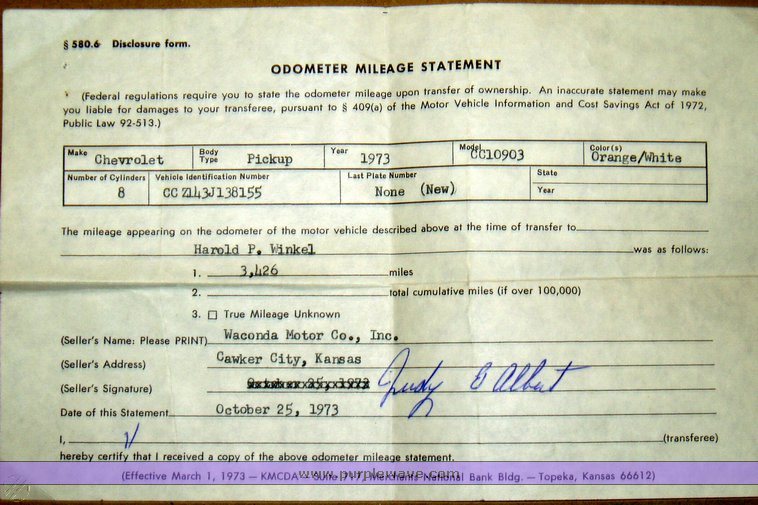 § 580.6 Disclosure form.
ODOMETER MILEAGE STATEMENT
(Federal regulations require you to state the odometer mileage upon transfer of ownership. An inaccurate statement may make
you liable for damages to your transferee, pursuant to § 409(a) of the Motor Vehicle Information and Cost Savings Act of 1972,
Public Law 92-513.)
Make Chevrolet Body Type Pickup Year 1973 Model CC10903 Color(s) Orange/White
Number of Cylinders 8 Vehicle Identification Number CCZ143J138155 Last Plate Number None (New) State
Year
The mileage appearing on the odometer of the motor vehicle described above at the time of transfer to
Harold P. Winkel was as follows:
1. 3,426 miles
2. total cumulative miles (if over 100,000)
3. ☐ True Mileage Unknown
(Seller's Name: Please PRINT) Waconda Motor Co., Inc.
(Seller's Address) Cawker City, Kansas
(Seller's Signature) October 25, 1973 Judy E Albert
Date of this Statement October 25, 1973
I, (transferee)
hereby certify that I received a copy of the above odometer mileage statement.
(Effective March 1, 1973 — KMCDA — Suite 717, Merchants National Bank Bldg. — Topeka, Kansas 66612)
www.purplewave.com